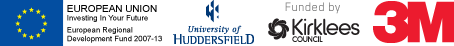 EUROPEAN UNION
Investing In Your Future
European Regional
Development Fund 2007-13
University of
HUDDERSFIELD
Funded by
Kirklees
COUNCIL
3M